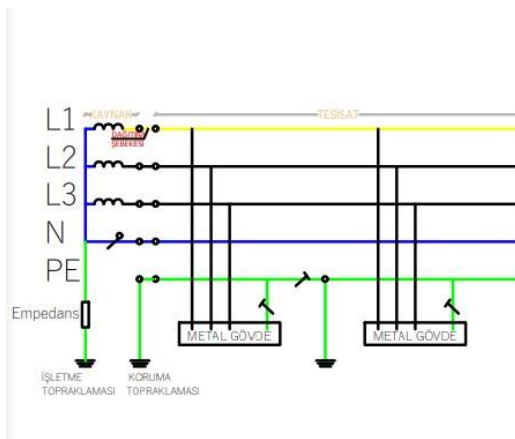 KAYNAK
TESİSAT
L1
DAĞITIM
ŞEBEKESİ
L2
L3
N
PE
Empedans
METAL GÖVDE
METAL GÖVDE
İŞLETME
TOPRAKLAMASI
KORUMA
TOPRAKLAMASI